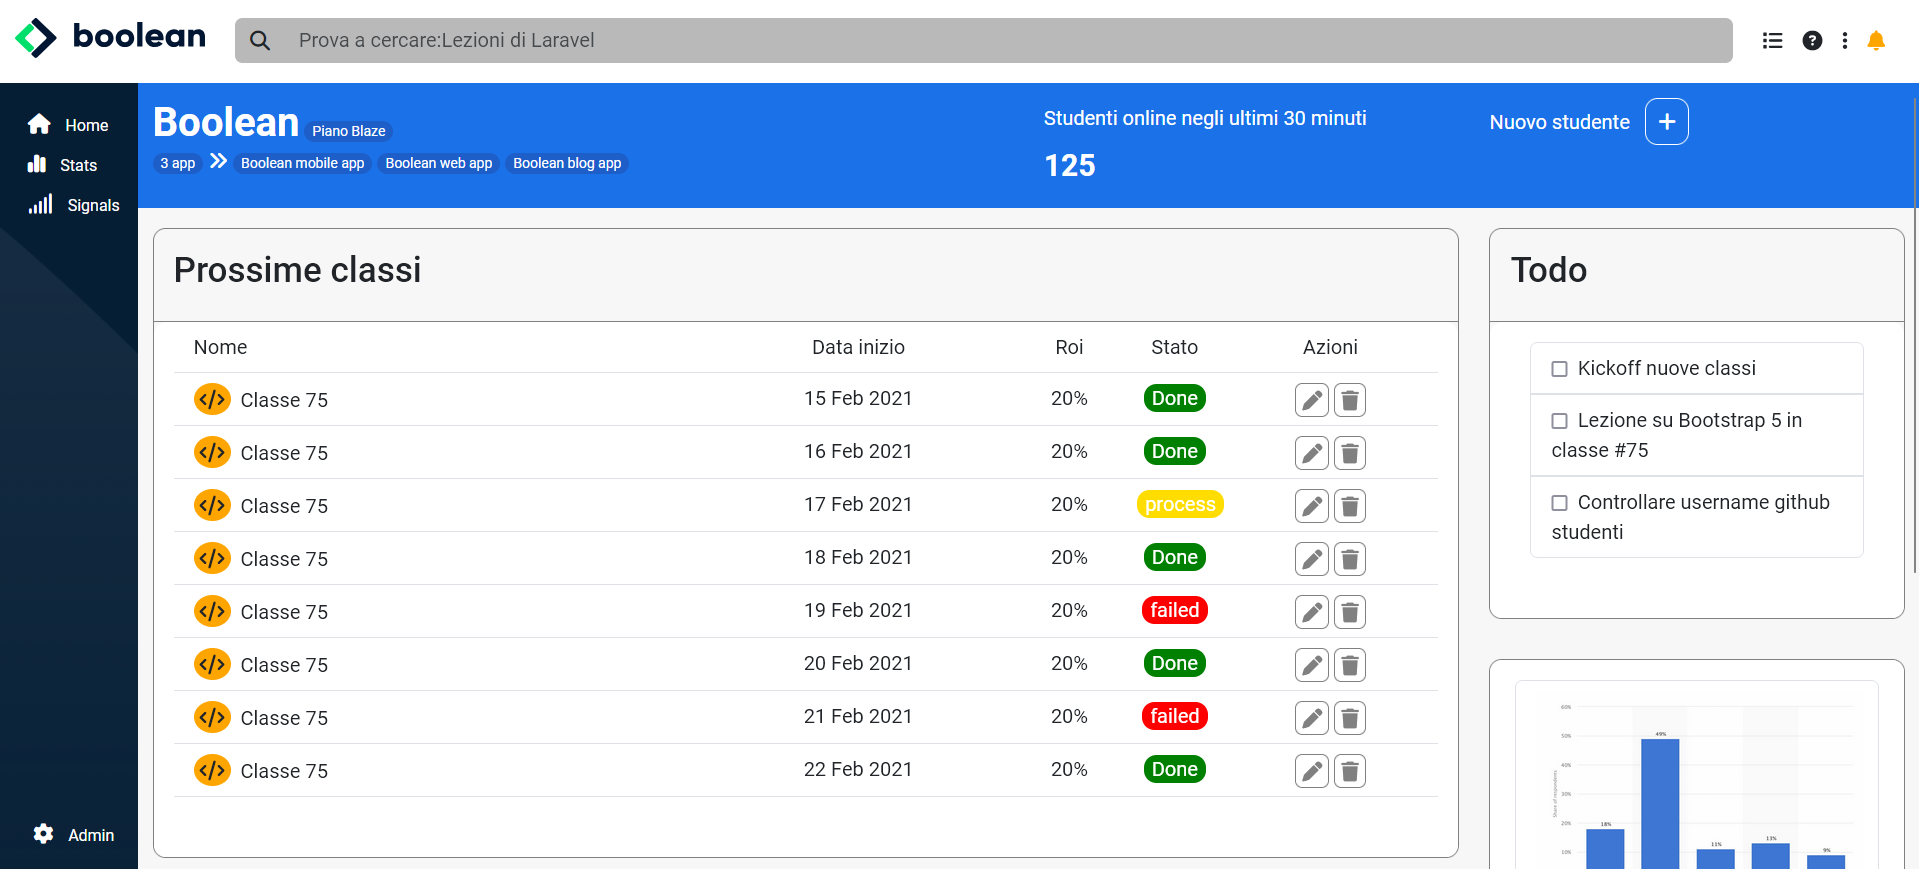 boolean
Prova a cercare:Lezioni di Laravel
Home
Stats
Signals
Admin
Boolean Piano Blaze
3 app Boolean mobile app Boolean web app Boolean blog app
Studenti online negli ultimi 30 minuti
125
Nuovo studente +
Prossime classi
Nome Data inizio Roi Stato Azioni
Classe 75 15 Feb 2021 20% Done
Classe 75 16 Feb 2021 20% Done
Classe 75 17 Feb 2021 20% process
Classe 75 18 Feb 2021 20% Done
Classe 75 19 Feb 2021 20% failed
Classe 75 20 Feb 2021 20% Done
Classe 75 21 Feb 2021 20% failed
Classe 75 22 Feb 2021 20% Done
Todo
Kickoff nuove classi
Lezione su Bootstrap 5 in
classe #75
Controllare username github
studenti
60%
50%
40%
30%
20%
10%
Share of respondents
18%
49%
11%
13%
9%